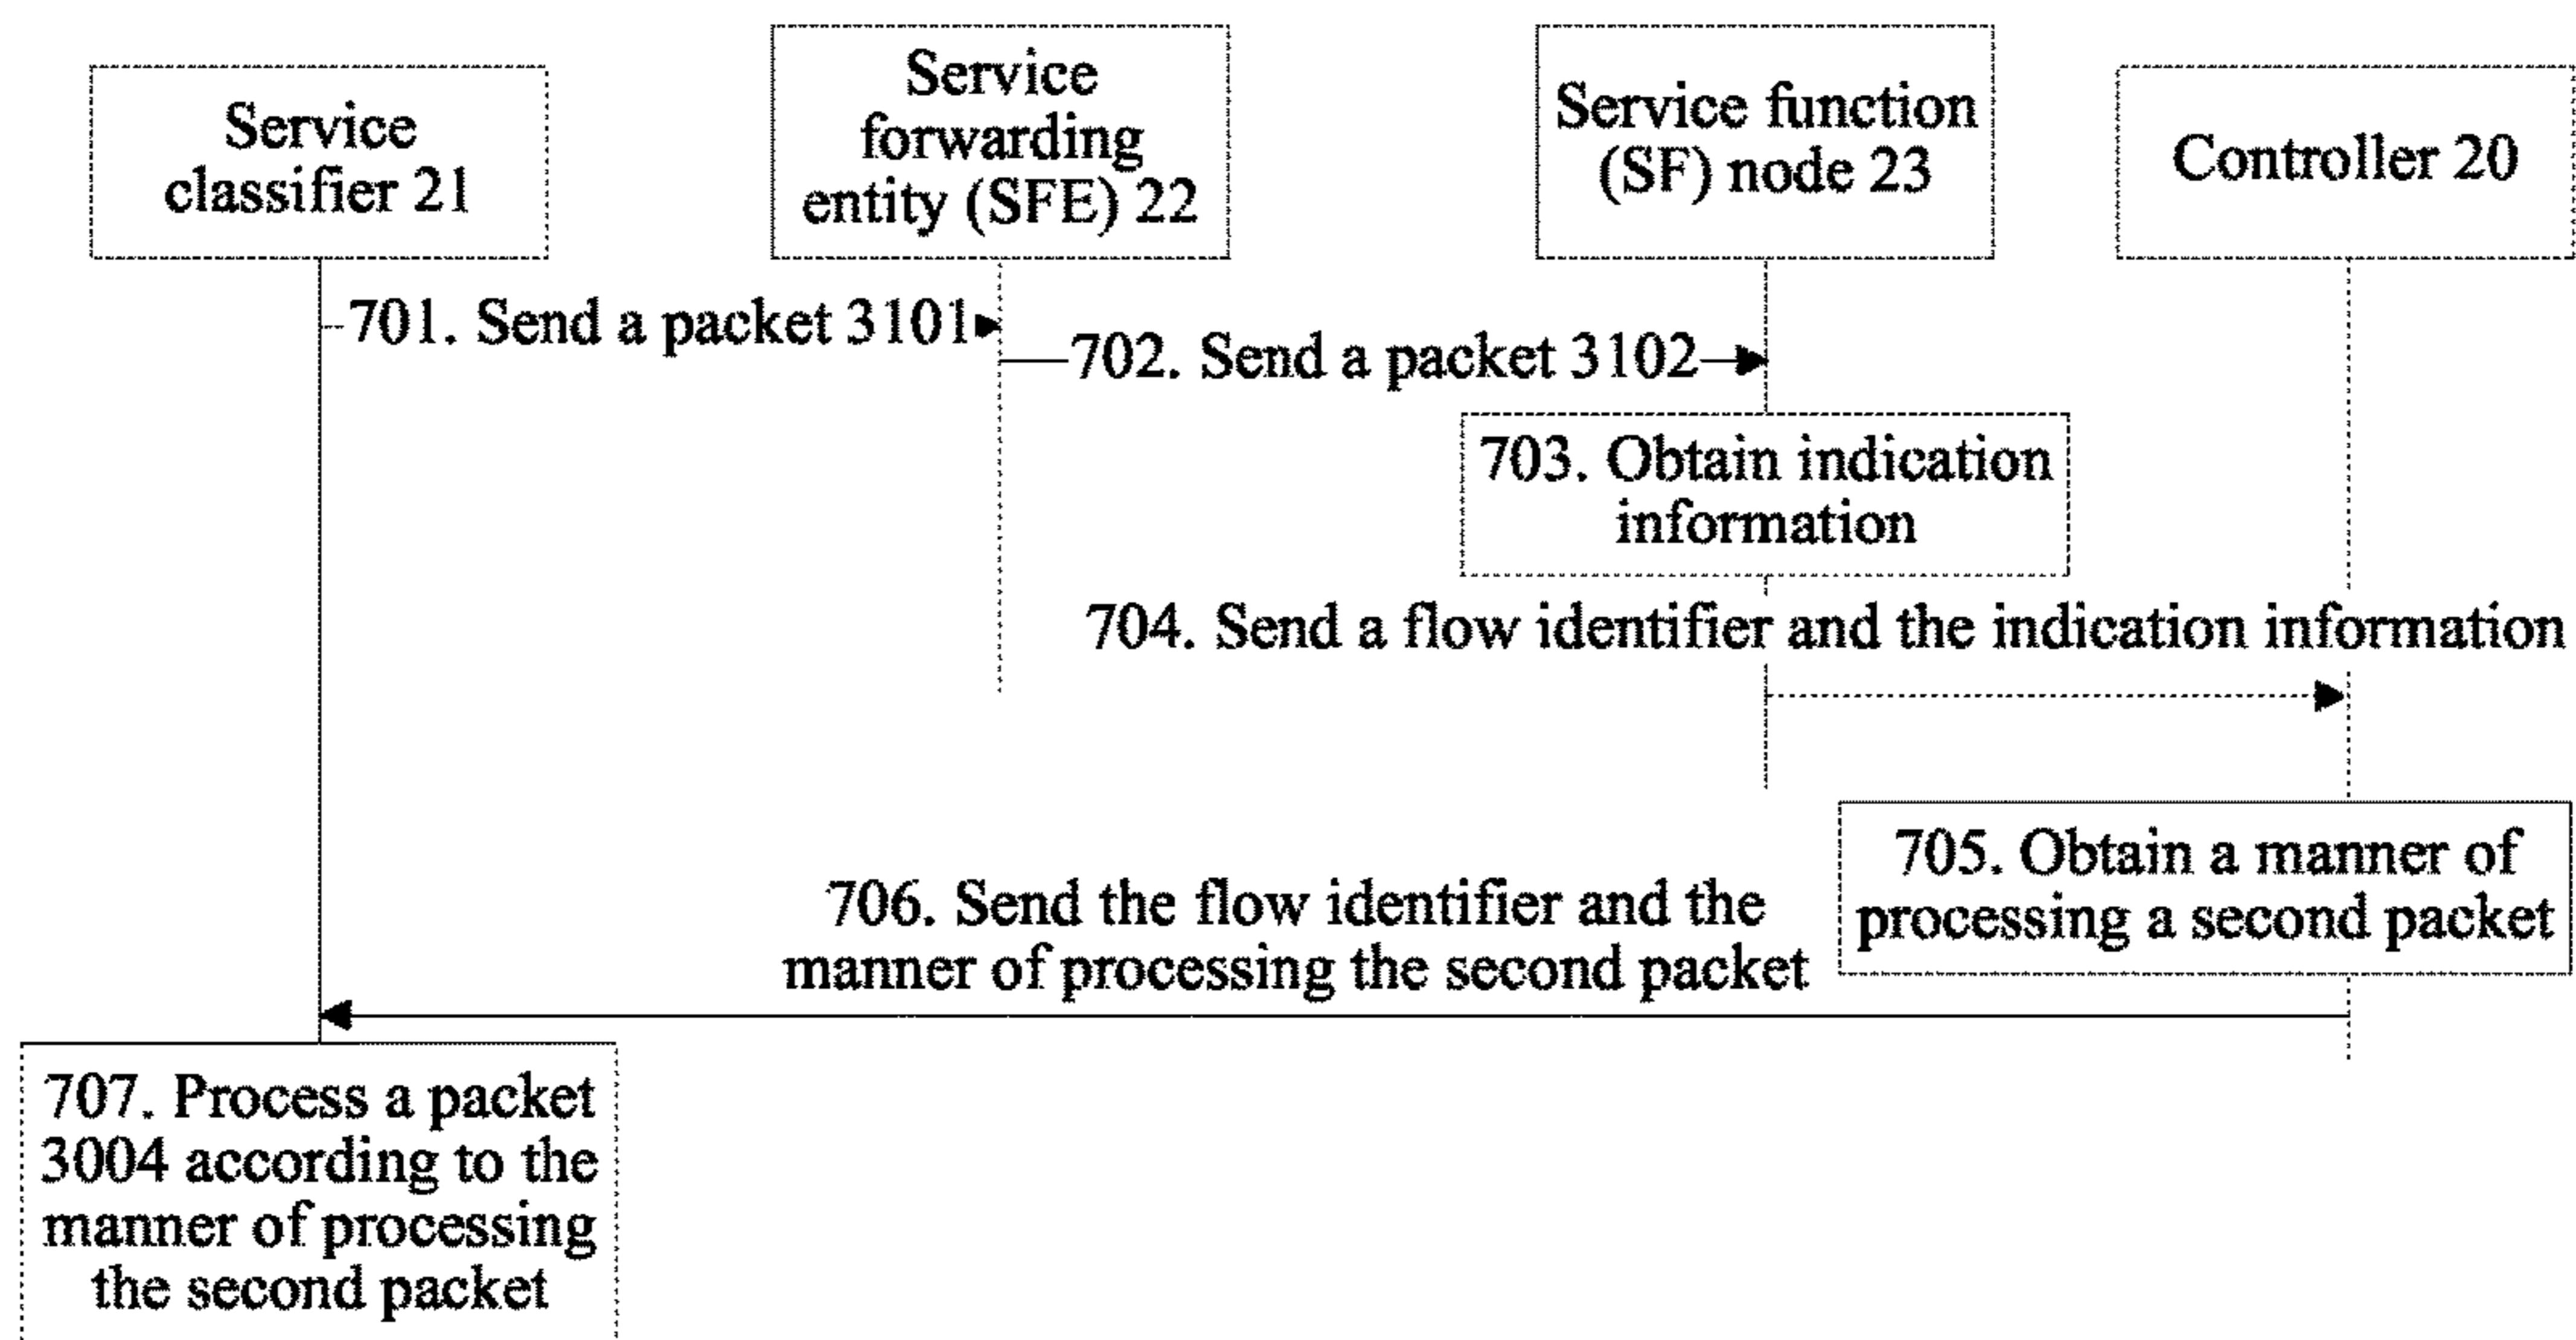 Service
classifier 21
Service
forwarding
entity (SFE) 22
Service function
(SF) node 23
Controller 20
701. Send a packet 3101
702. Send a packet 3102
703. Obtain indication
information
704. Send a flow identifier and the indication information
705. Obtain a manner of
processing a second packet
706. Send the flow identifier and the
manner of processing the second packet
707. Process a packet
3004 according to the
manner of processing
the second packet